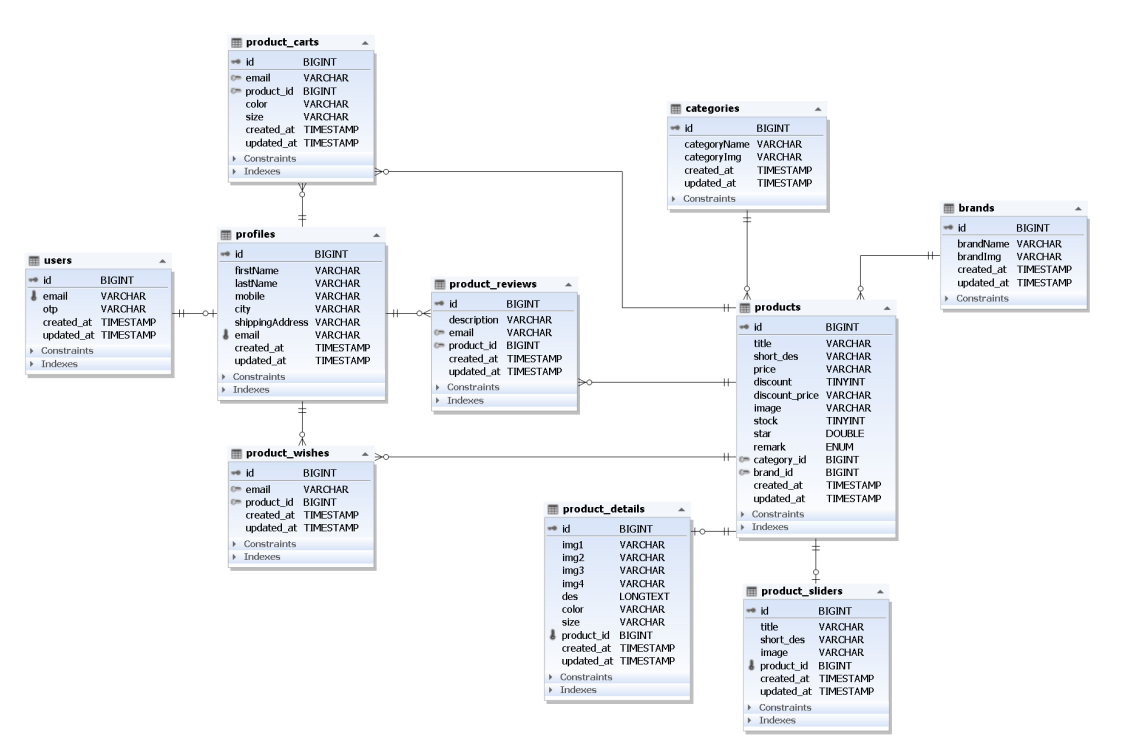 product_carts
id BIGINT
email VARCHAR
product_id BIGINT
color VARCHAR
size VARCHAR
created_at TIMESTAMP
updated_at TIMESTAMP
Constraints
Indexes
categories
id BIGINT
categoryName VARCHAR
categoryImg VARCHAR
created_at TIMESTAMP
updated_at TIMESTAMP
Constraints
brands
id BIGINT
brandName VARCHAR
brandImg VARCHAR
created_at TIMESTAMP
updated_at TIMESTAMP
Constraints
users
id BIGINT
email VARCHAR
otp VARCHAR
created_at TIMESTAMP
updated_at TIMESTAMP
Constraints
Indexes
profiles
id BIGINT
firstName VARCHAR
lastName VARCHAR
mobile VARCHAR
city VARCHAR
shippingAddress VARCHAR
email VARCHAR
created_at TIMESTAMP
updated_at TIMESTAMP
Constraints
Indexes
product_reviews
id BIGINT
description VARCHAR
email VARCHAR
product_id BIGINT
created_at TIMESTAMP
updated_at TIMESTAMP
Constraints
Indexes
products
id BIGINT
title VARCHAR
short_des VARCHAR
price VARCHAR
discount TINYINT
discount_price VARCHAR
image VARCHAR
stock TINYINT
star DOUBLE
remark ENUM
category_id BIGINT
brand_id BIGINT
created_at TIMESTAMP
updated_at TIMESTAMP
Constraints
Indexes
product_wishes
id BIGINT
email VARCHAR
product_id BIGINT
created_at TIMESTAMP
updated_at TIMESTAMP
Constraints
Indexes
product_details
id BIGINT
img1 VARCHAR
img2 VARCHAR
img3 VARCHAR
img4 VARCHAR
des LONGTEXT
color VARCHAR
size VARCHAR
product_id BIGINT
created_at TIMESTAMP
updated_at TIMESTAMP
Constraints
Indexes
product_sliders
id BIGINT
title VARCHAR
short_des VARCHAR
image VARCHAR
product_id BIGINT
created_at TIMESTAMP
updated_at TIMESTAMP
Constraints
Indexes